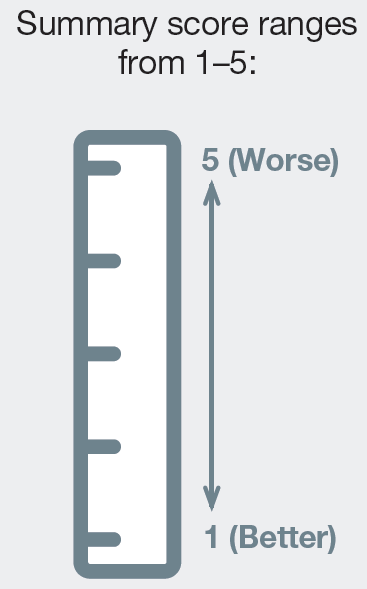 Summary score ranges
from 1–5:
5 (Worse)
1 (Better)